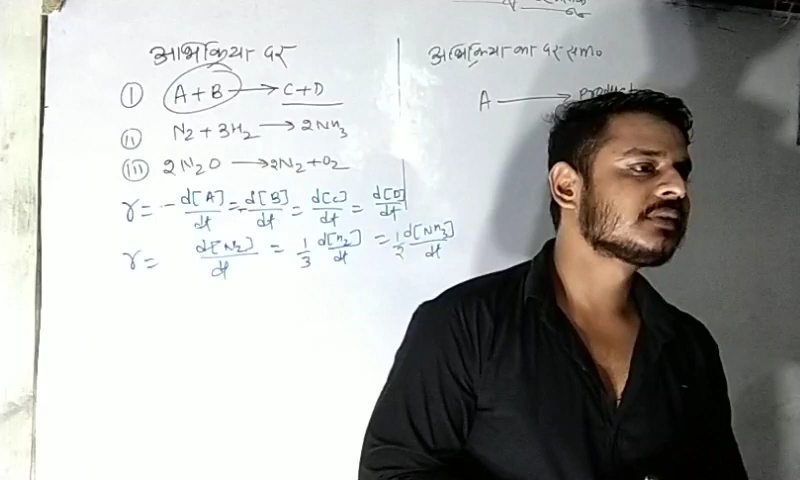 अभिक्रिया दर
अभिक्रिया का दर समी०
(i) A + B → C + D
A → Product
(ii) N₂ + 3H₂ → 2NH₃
(iii) 2N₂O → 2N₂ + O₂
r = -d[A]/dt = -d[B]/dt = d[C]/dt = d[D]/dt
r = d[N₂]/dt = 1/3 d[H₂]/dt = 1/2 d[NH₃]/dt